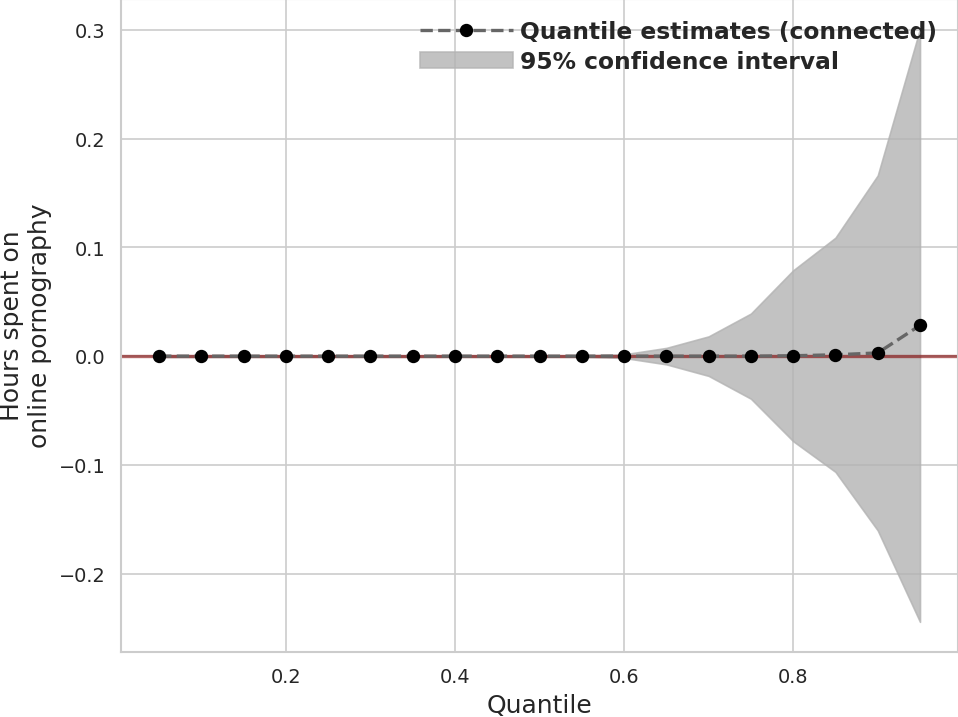 Quantile estimates (connected)
95% confidence interval
0.3
0.2
0.1
0.0
−0.1
−0.2
Hours spent on
online pornography
0.2 0.4 0.6 0.8
Quantile